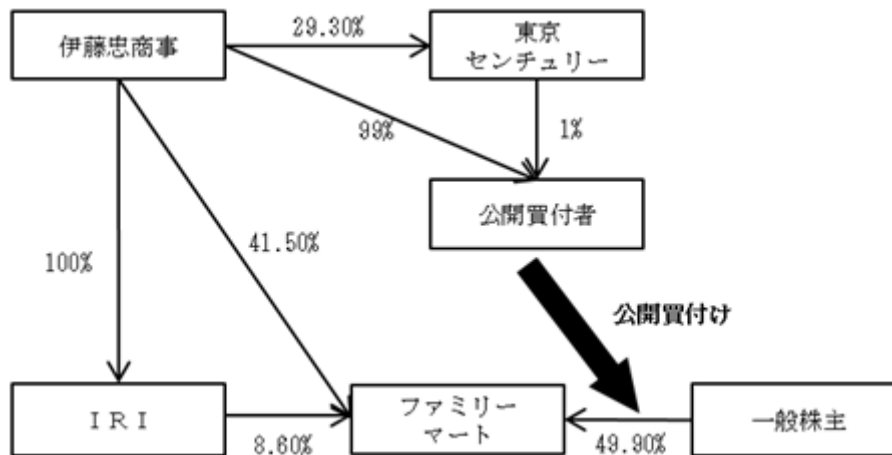 伊藤忠商事
29.30%
東京
センチュリー
99%
1%
公開買付者
100%
41.50%
公開買付け
ＩＲＩ
8.60%
ファミリー
マート
49.90%
一般株主